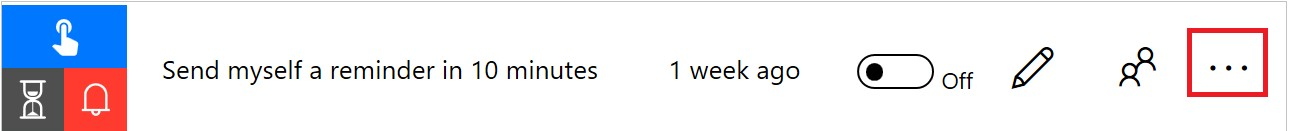 Send myself a reminder in 10 minutes 1 week ago Off